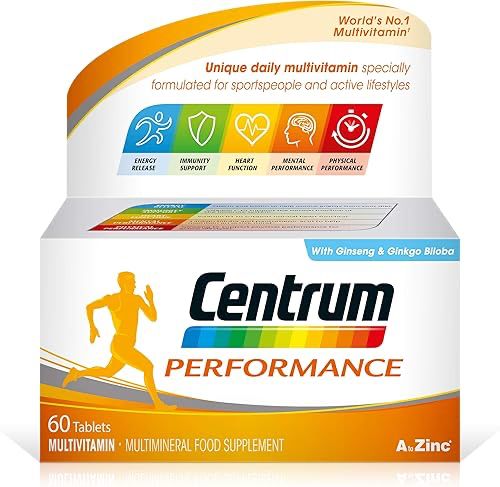 World's No.1
Multivitamin†
Unique daily multivitamin specially
formulated for sportspeople and active lifestyles
ENERGY RELEASE
IMMUNITY SUPPORT
HEART FUNCTION
MENTAL PERFORMANCE
PHYSICAL PERFORMANCE
With Ginseng & Ginkgo Biloba
Centrum
PERFORMANCE
60 Tablets
MULTIVITAMIN • MULTIMINERAL FOOD SUPPLEMENT
A to Zinc®